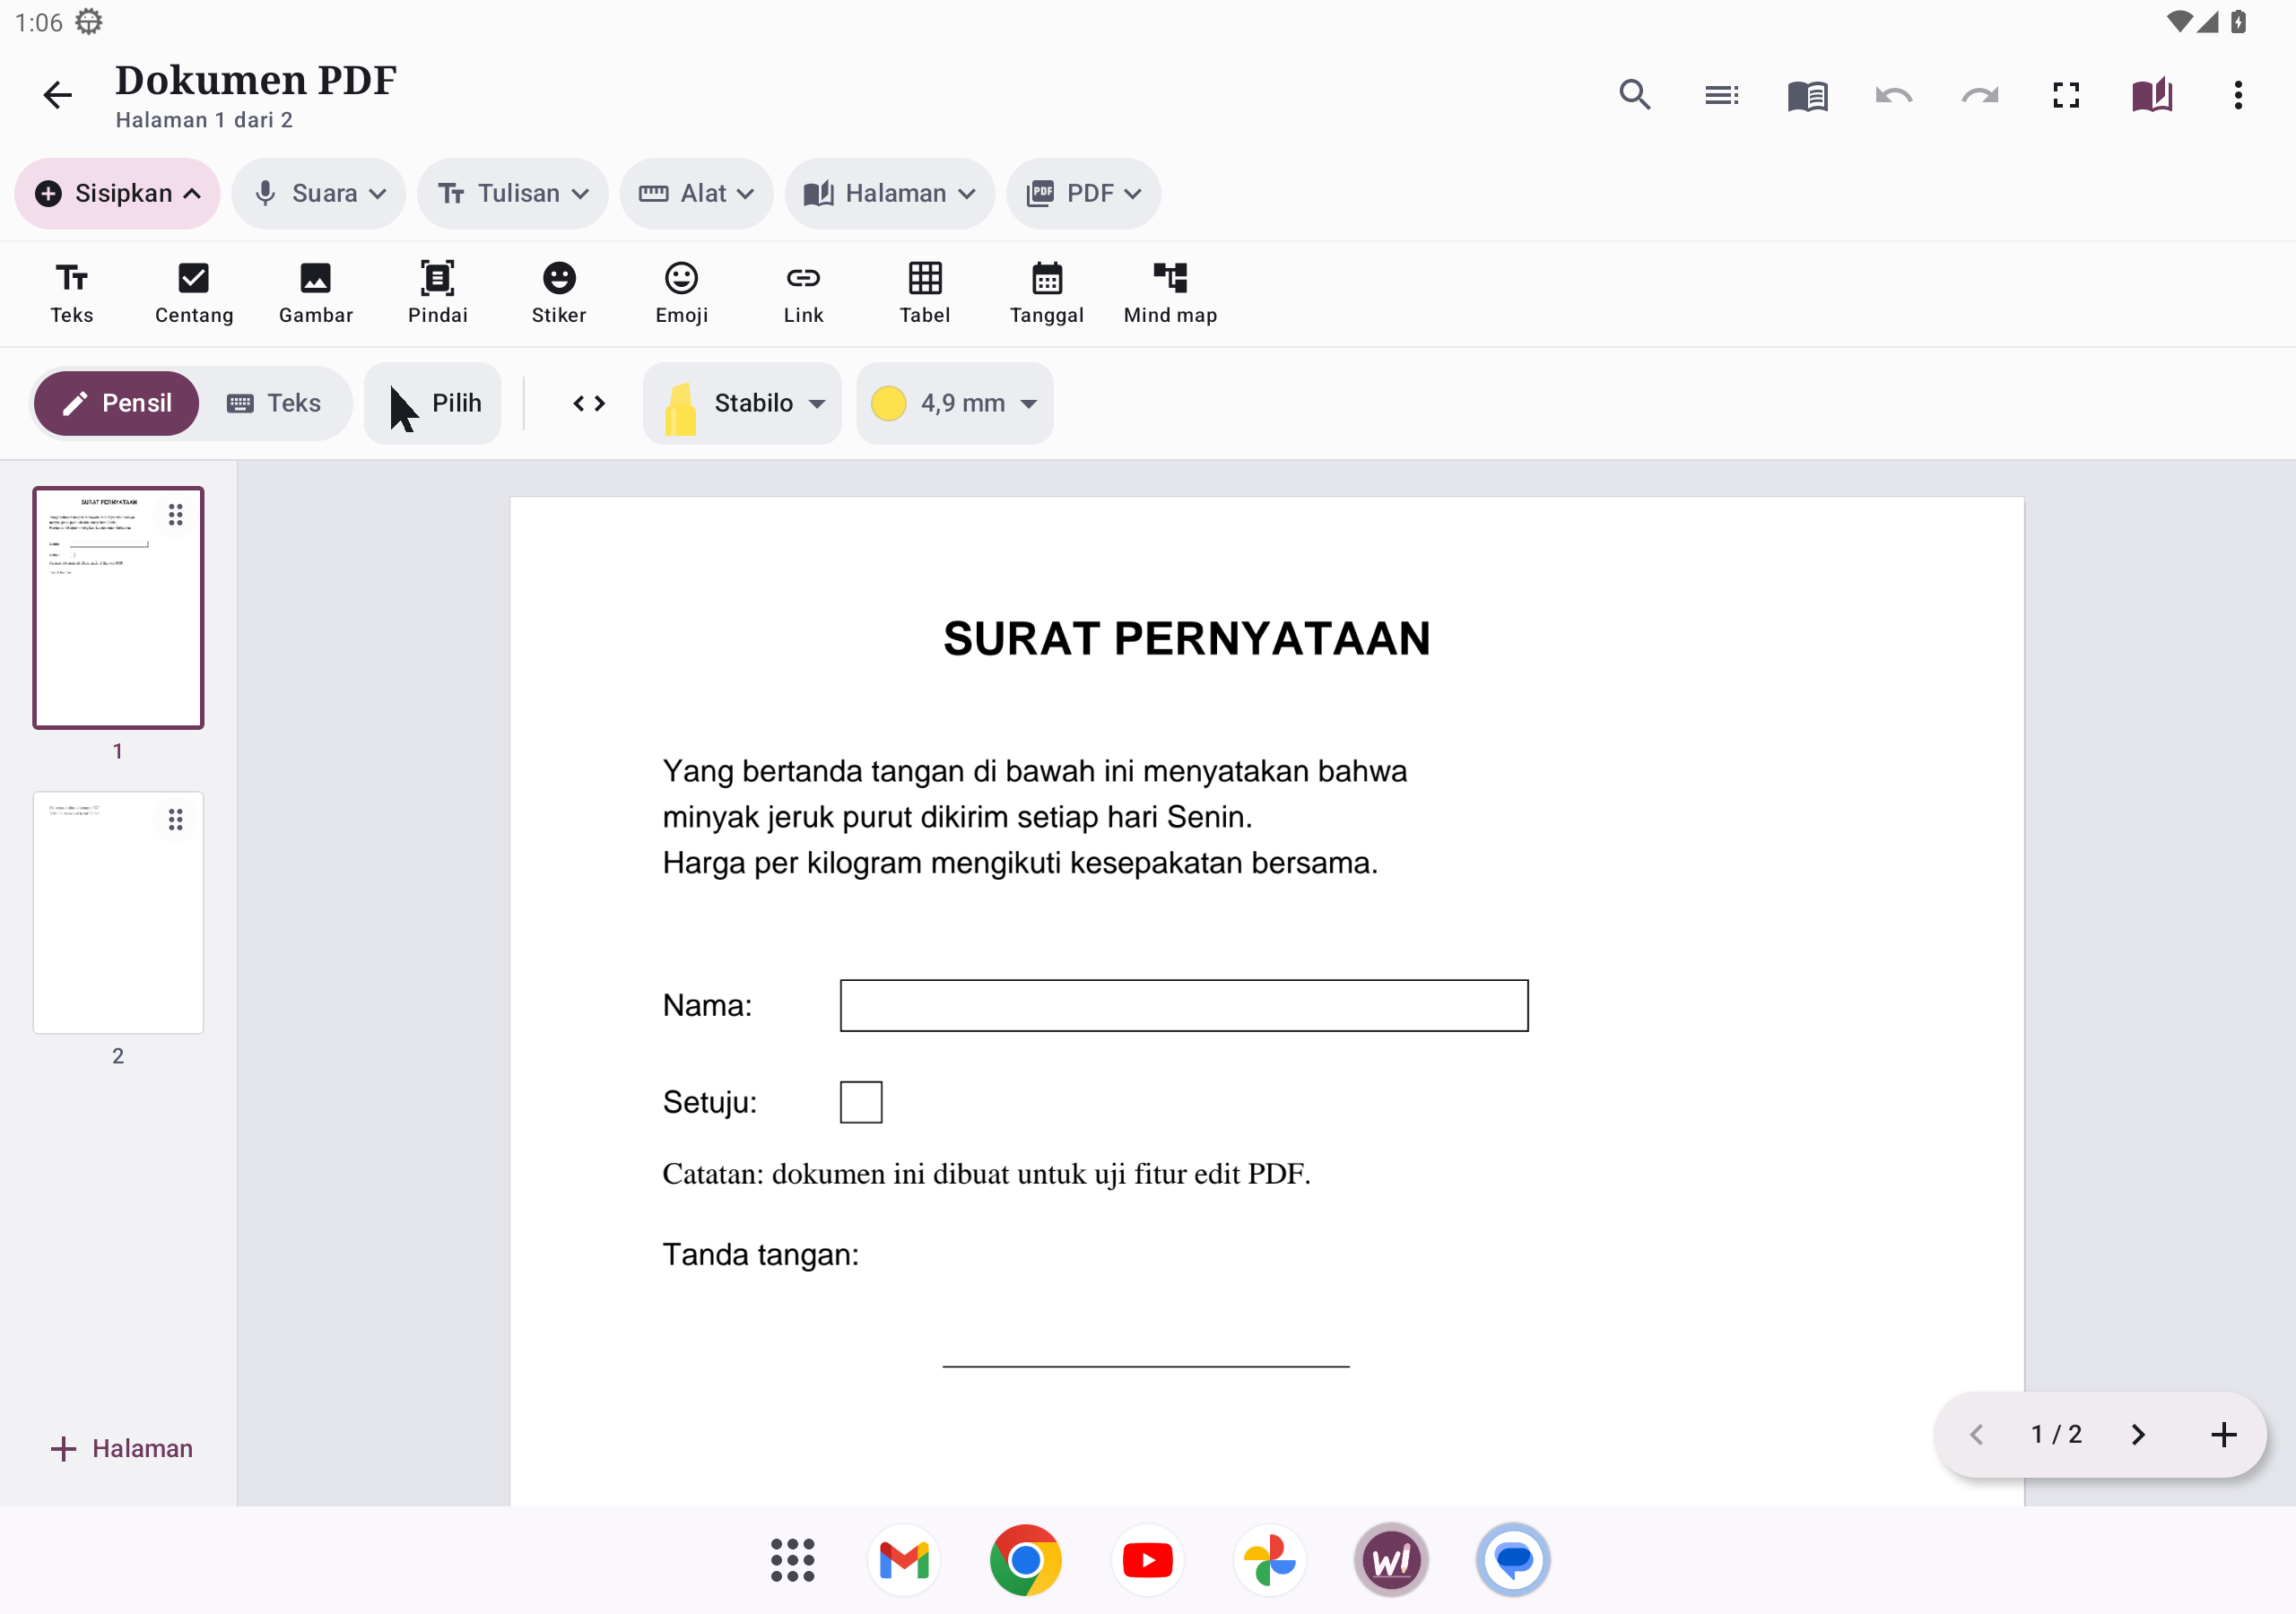 1:06
Dokumen PDF
Halaman 1 dari 2
Sisipkan
Suara
Tulisan
Alat
Halaman
PDF
Teks
Centang
Gambar
Pindai
Stiker
Emoji
Link
Tabel
Tanggal
Mind map
Pensil
Teks
Pilih
Stabilo
4,9 mm
SURAT PERNYATAAN
1
2
Halaman
SURAT PERNYATAAN
Yang bertanda tangan di bawah ini menyatakan bahwa
minyak jeruk purut dikirim setiap hari Senin.
Harga per kilogram mengikuti kesepakatan bersama.
Nama:
Setuju:
Catatan: dokumen ini dibuat untuk uji fitur edit PDF.
Tanda tangan:
1 / 2